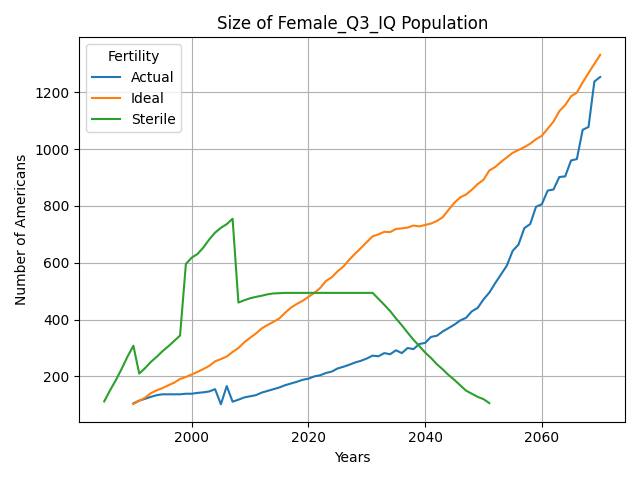 Size of Female_Q3_IQ Population
Fertility
Actual
Ideal
Sterile
Number of Americans
1200
1000
800
600
400
200
2000
2020
2040
2060
Years